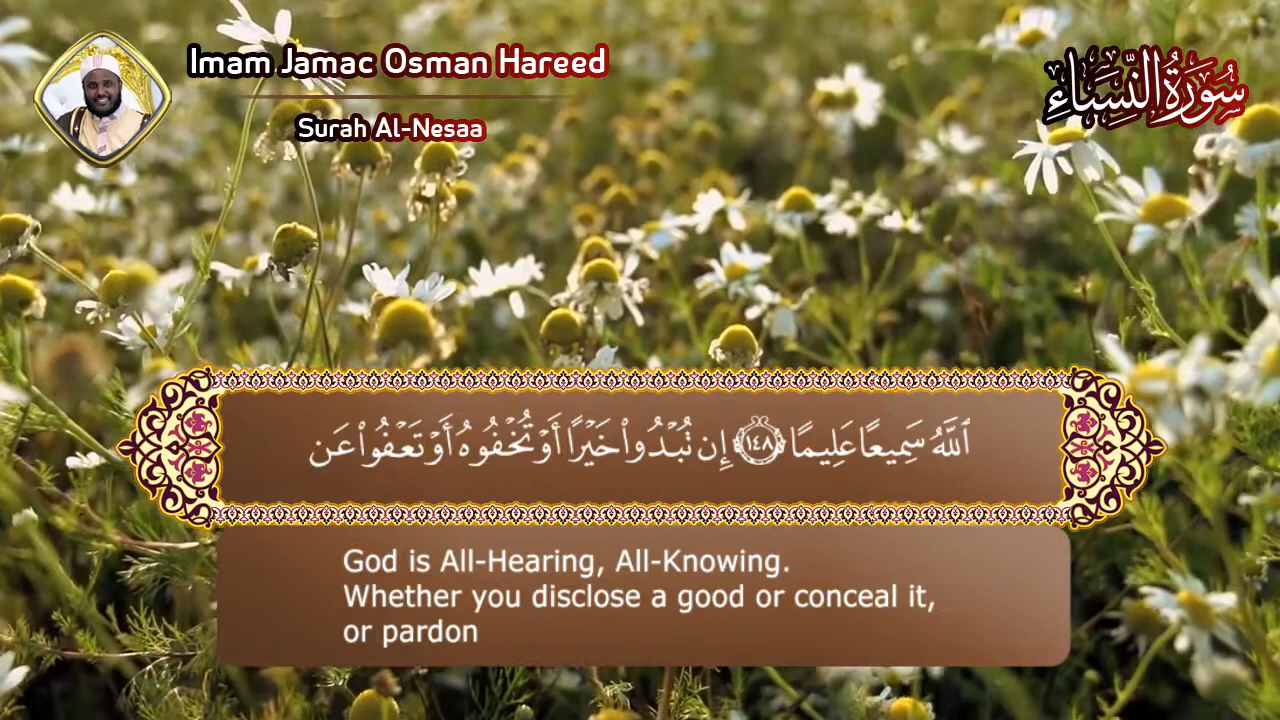 Imam Jamac Osman Hareed
Surah Al-Nesaa
سُورَةُ النِّسَاءِ
ٱللَّهُ سَمِيعًا عَلِيمًا ١٤٨ إِن تُبْدُوا۟ خَيْرًا أَوْ تُخْفُوهُ أَوْ تَعْفُوا۟ عَن
God is All-Hearing, All-Knowing.
Whether you disclose a good or conceal it,
or pardon